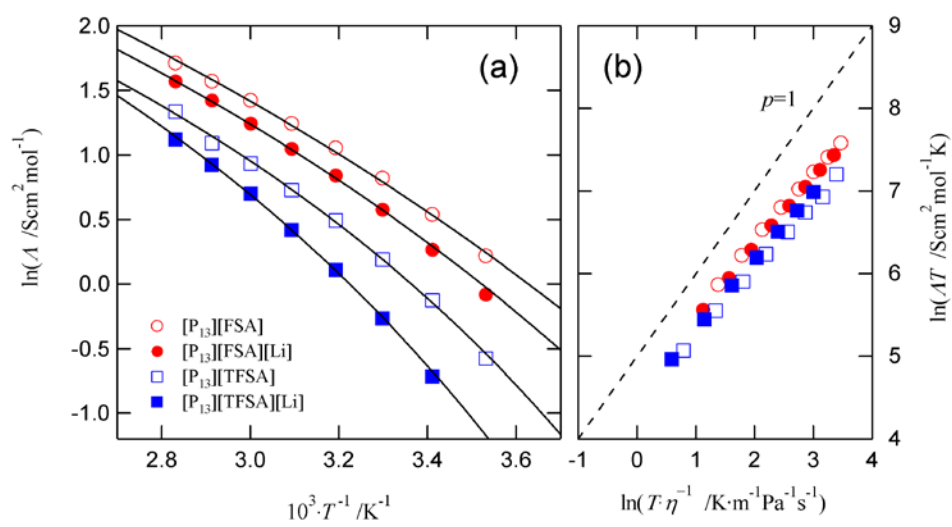 2.0
1.5
1.0
0.5
0.0
-0.5
-1.0
ln(Λ /Scm²mol⁻¹)
(a)
[P₁₃][FSA]
[P₁₃][FSA][Li]
[P₁₃][TFSA]
[P₁₃][TFSA][Li]
2.8 3.0 3.2 3.4 3.6
10³·T⁻¹ /K⁻¹
(b)
p=1
9
8
7
6
5
4
ln(ΛT /Scm²mol⁻¹K)
-1 0 1 2 3 4
ln(T·η⁻¹ /K·m⁻¹Pa⁻¹s⁻¹)